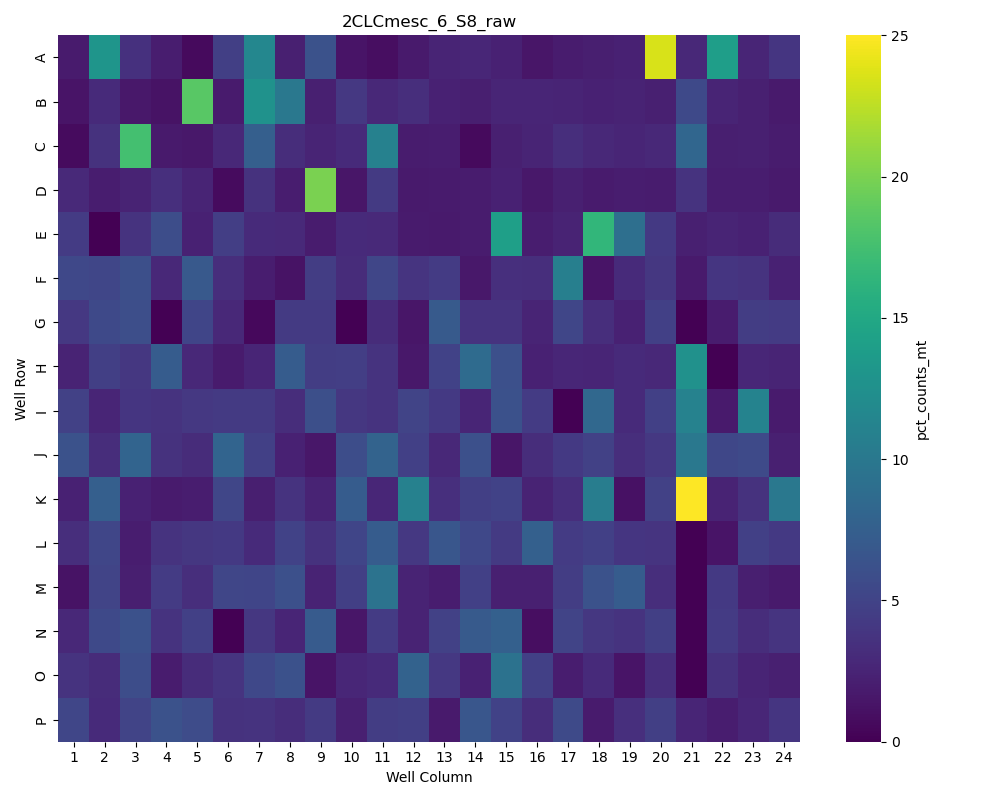 2CLCmesc_6_S8_raw
Well Row
A
B
C
D
E
F
G
H
I
J
K
L
M
N
O
P
1 2 3 4 5 6 7 8 9 10 11 12 13 14 15 16 17 18 19 20 21 22 23 24
Well Column
25
20
15
10
5
0
pct_counts_mt